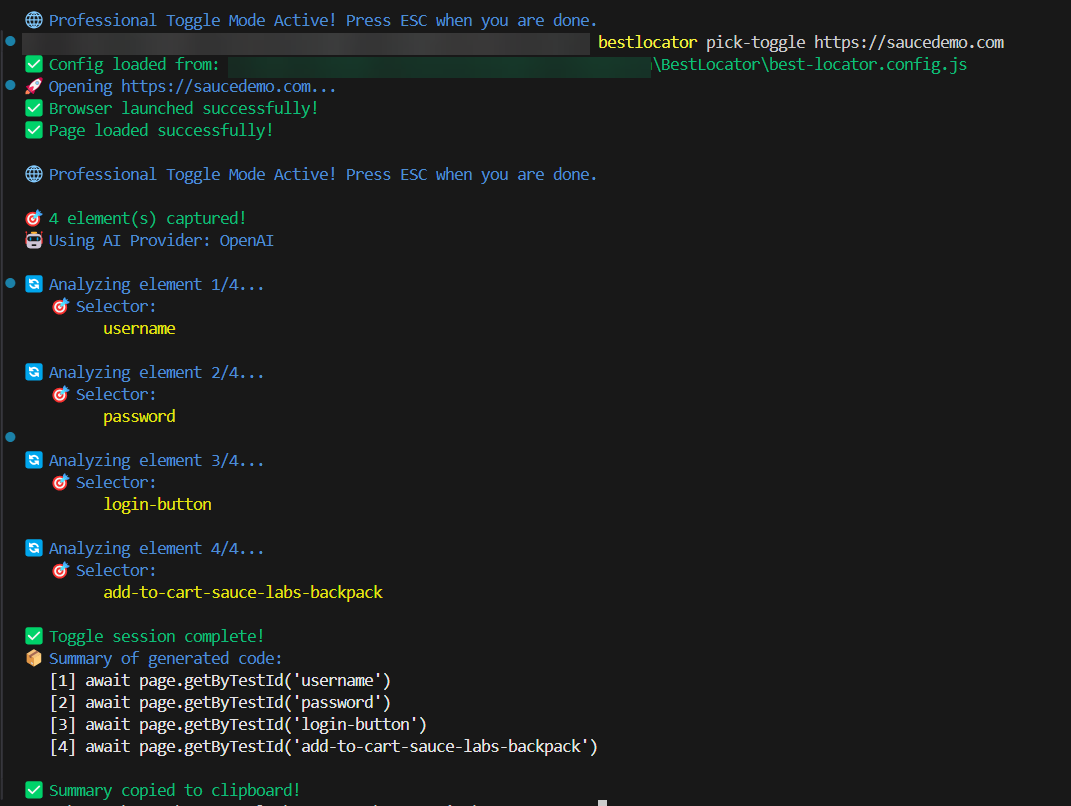 Professional Toggle Mode Active! Press ESC when you are done.
bestlocator pick-toggle https://saucedemo.com
Config loaded from: \BestLocator\best-locator.config.js
Opening https://saucedemo.com...
Browser launched successfully!
Page loaded successfully!
Professional Toggle Mode Active! Press ESC when you are done.
4 element(s) captured!
Using AI Provider: OpenAI
Analyzing element 1/4...
Selector:
username
Analyzing element 2/4...
Selector:
password
Analyzing element 3/4...
Selector:
login-button
Analyzing element 4/4...
Selector:
add-to-cart-sauce-labs-backpack
Toggle session complete!
Summary of generated code:
[1] await page.getByTestId('username')
[2] await page.getByTestId('password')
[3] await page.getByTestId('login-button')
[4] await page.getByTestId('add-to-cart-sauce-labs-backpack')
Summary copied to clipboard!